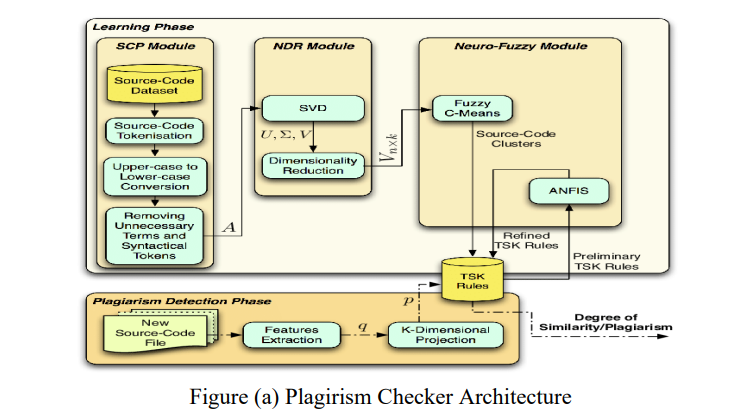 Learning Phase
SCP Module
NDR Module
Neuro-Fuzzy Module
Source-Code
Dataset
Source-Code
Tokenisation
Upper-case to
Lower-case
Conversion
Removing
Unnecessary
Terms and
Syntactical
Tokens
A
SVD
U, Σ, V
Dimensionality
Reduction
Vn×k
Fuzzy
C-Means
Source-Code
Clusters
ANFIS
Refined
TSK Rules
Preliminary
TSK Rules
TSK
Rules
Plagiarism Detection Phase
New
Source-Code
File
Features
Extraction
q
K-Dimensional
Projection
p
Degree of
Similarity/Plagiarism
Figure (a) Plagirism Checker Architecture